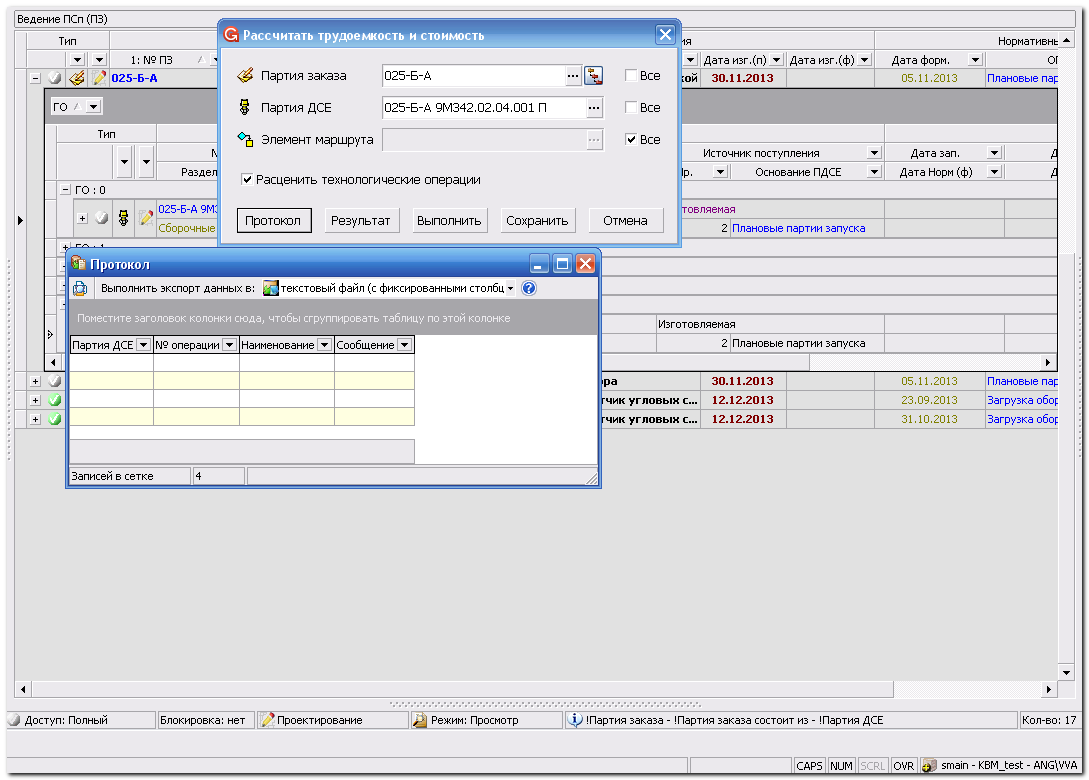 Ведение ПСп (ПЗ)
Тип
ия
Нормативны
1: № ПЗ
Дата изг.(п)
Дата изг.(ф)
Дата форм.
025-Б-А
кой
30.11.2013
05.11.2013
Плановые пар
ГО
Тип
Источник поступления
Дата зап.
Раздел
Основание ПДСЕ
Дата Норм (ф)
ГО : 0
025-Б-А 9М3
товляемая
Сборочные
2
Плановые партии запуска
Изготовляемая
2
Плановые партии запуска
ора
30.11.2013
05.11.2013
Плановые пар
тчик угловых с...
12.12.2013
23.09.2013
Загрузка обор
тчик угловых с...
12.12.2013
31.10.2013
Загрузка обор
Рассчитать трудоемкость и стоимость
Партия заказа
025-Б-А
Все
Партия ДСЕ
025-Б-А 9М342.02.04.001 П
Все
Элемент маршрута
Все
Расценить технологические операции
Протокол
Результат
Выполнить
Сохранить
Отмена
Протокол
Выполнить экспорт данных в:
текстовый файл (с фиксированными столбц
Поместите заголовок колонки сюда, чтобы сгруппировать таблицу по этой колонке
Партия ДСЕ
№ операции
Наименование
Сообщение
Записей в сетке
4
Доступ: Полный
Блокировка: нет
Проектирование
Режим: Просмотр
!Партия заказа - !Партия заказа состоит из - !Партия ДСЕ
Кол-во: 17
CAPS
NUM
SCRL
OVR
smain - KBM_test - ANG\VVA